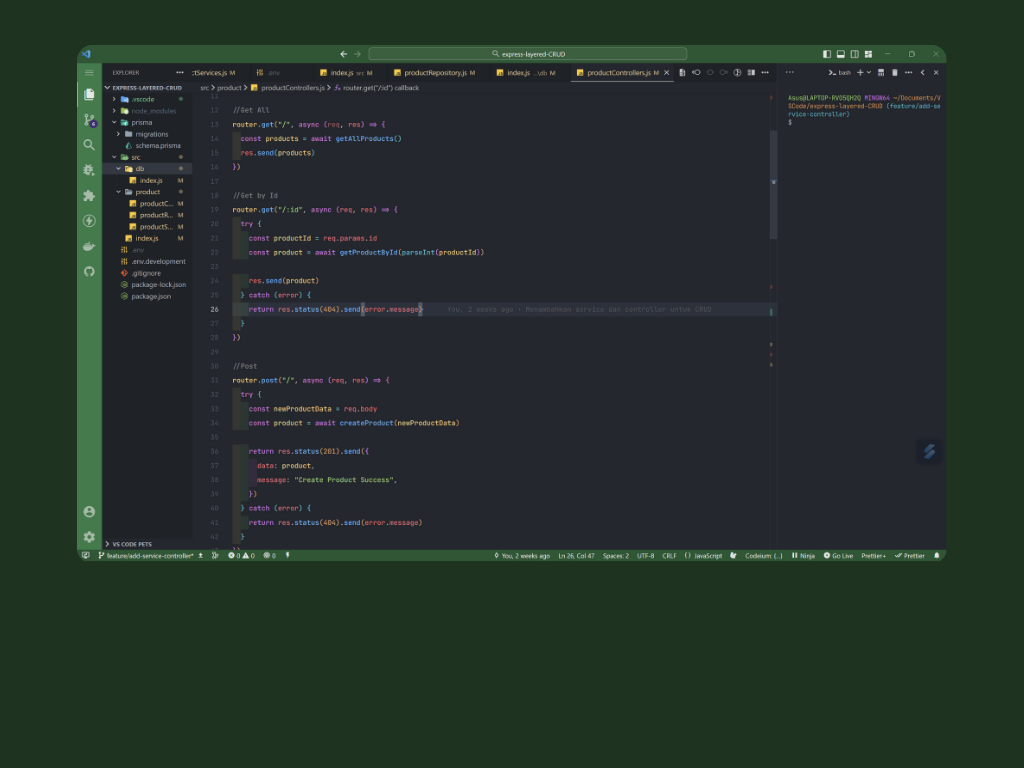 express-layered-CRUD
EXPLORER
ctServices.js M
.env
index.js src M
productRepository.js M
index.js ...\db M
productControllers.js M
bash
EXPRESS-LAYERED-CRUD
.vscode
node_modules
prisma
migrations
schema.prisma
src
db
index.js M
product
productC... M
productR... M
productS... M
index.js M
.env
.env.development
.gitignore
package-lock.json
package.json
VS CODE PETS
src > product > productControllers.js > router.get("/:id") callback
11
12 //Get All
13 router.get("/", async (req, res) => {
14 const products = await getAllProducts()
15 res.send(products)
16 })
17
18 //Get by Id
19 router.get("/:id", async (req, res) => {
20 try {
21 const productId = req.params.id
22 const product = await getProductById(parseInt(productId))
23
24 res.send(product)
25 } catch (error) {
26 return res.status(404).send(error.message) You, 2 weeks ago • Menambahkan service dan controller untuk CRUD
27 }
28 })
29
30 //Post
31 router.post("/", async (req, res) => {
32 try {
33 const newProductData = req.body
34 const product = await createProduct(newProductData)
35
36 return res.status(201).send({
37 data: product,
38 message: "Create Product Success",
39 })
40 } catch (error) {
41 return res.status(404).send(error.message)
42 }
Asus@LAPTOP-RVQ5QH2Q MINGW64 ~/Documents/V
SCode/express-layered-CRUD (feature/add-se
rvice-controller)
$
feature/add-service-controller* 0 0 0 You, 2 weeks ago Ln 26, Col 47 Spaces: 2 UTF-8 CRLF {} JavaScript Codeium: {...} Ninja Go Live Prettier+ Prettier